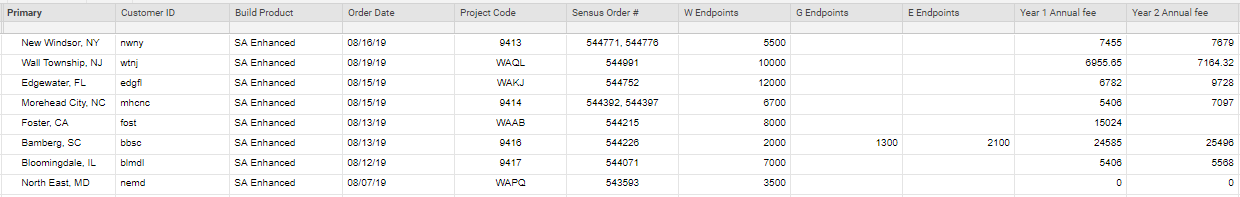 Primary Customer ID Build Product Order Date Project Code Sensus Order # W Endpoints G Endpoints E Endpoints Year 1 Annual fee Year 2 Annual fee
New Windsor, NY nwny SA Enhanced 08/16/19 9413 544771, 544776 5500 7455 7679
Wall Township, NJ wtnj SA Enhanced 08/19/19 WAQL 544991 10000 6955.65 7164.32
Edgewater, FL edgfl SA Enhanced 08/15/19 WAKJ 544752 12000 6782 9728
Morehead City, NC mhcnc SA Enhanced 08/15/19 9414 544392, 544397 6700 5406 7097
Foster, CA fost SA Enhanced 08/13/19 WAAB 544215 8000 15024
Bamberg, SC bbsc SA Enhanced 08/13/19 9416 544226 2000 1300 2100 24585 25496
Bloomingdale, IL blmdl SA Enhanced 08/12/19 9417 544071 7000 5406 5568
North East, MD nemd SA Enhanced 08/07/19 WAPQ 543593 3500 0 0